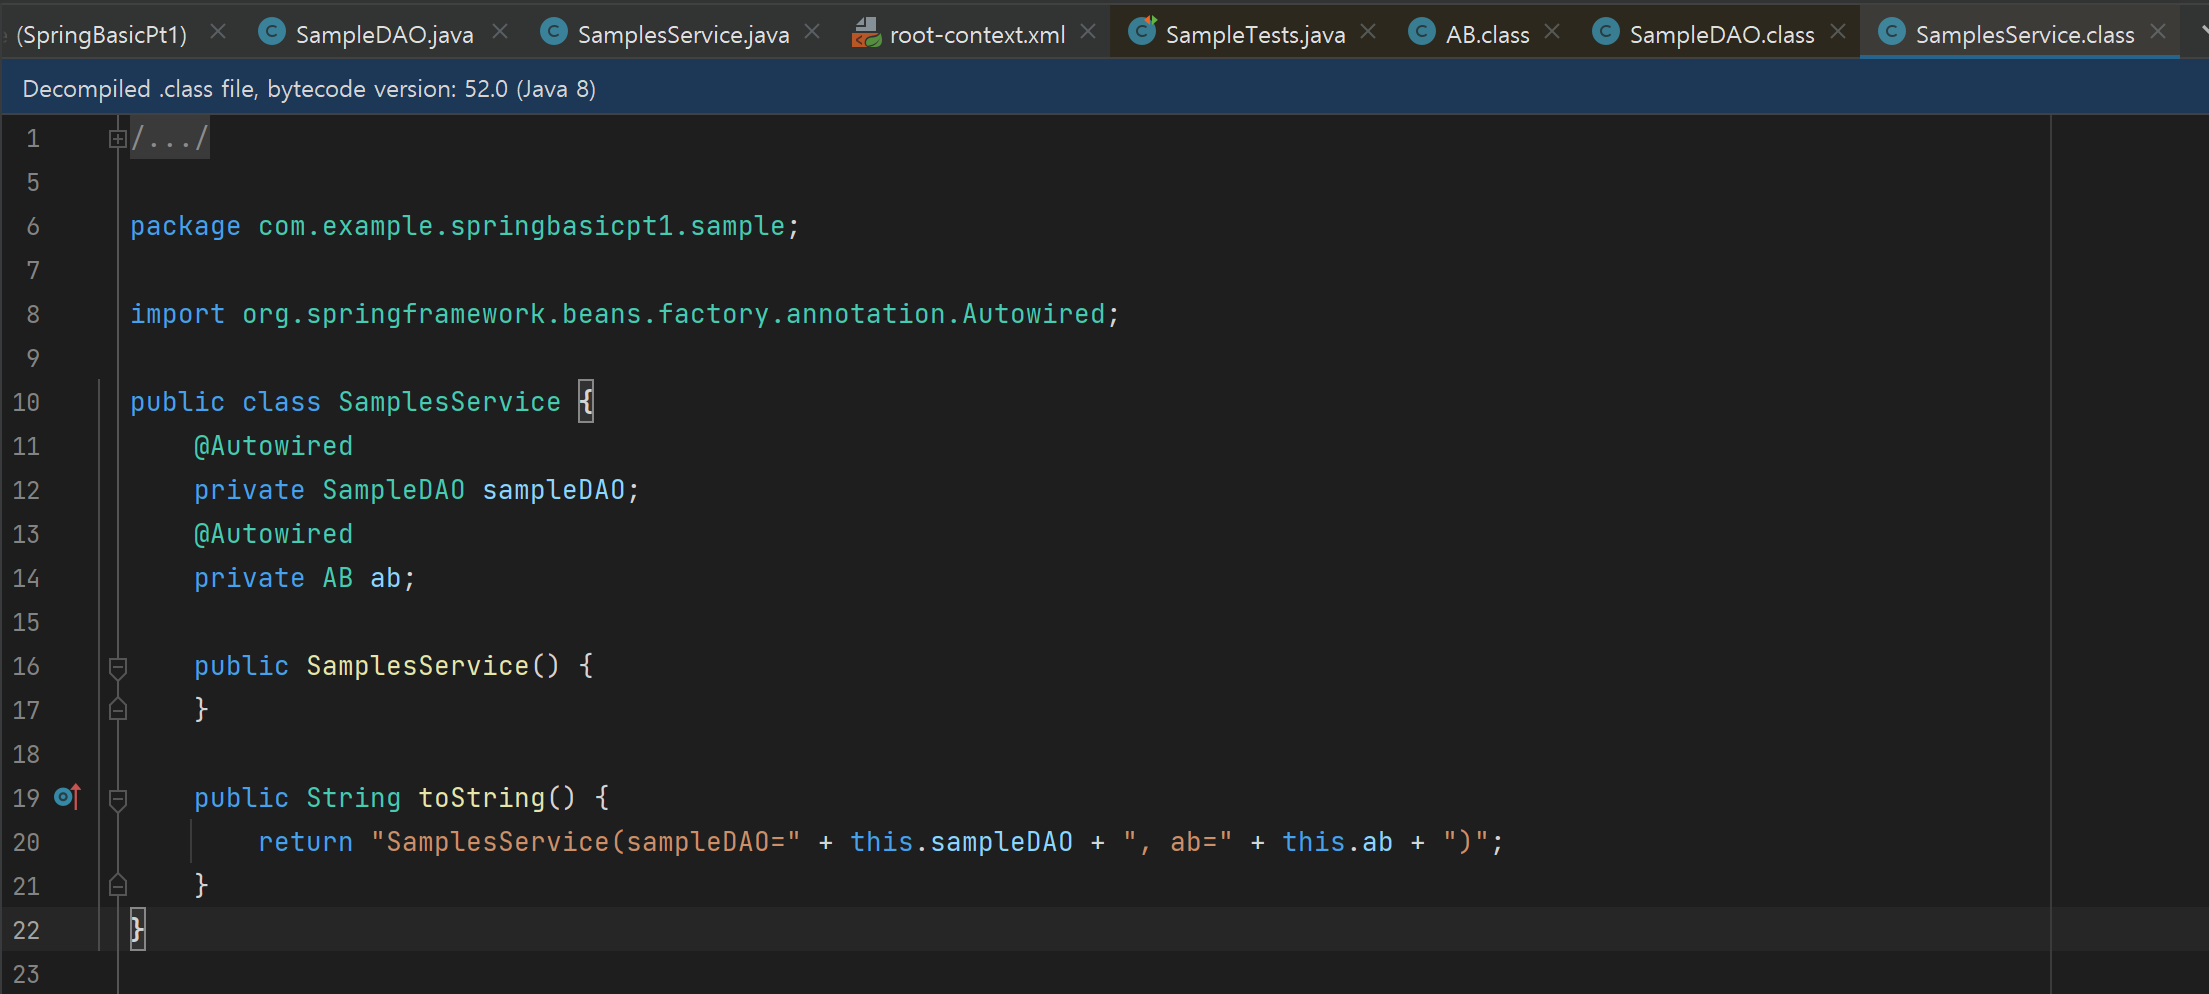 (SpringBasicPt1) SampleDAO.java SamplesService.java root-context.xml SampleTests.java AB.class SampleDAO.class SamplesService.class
Decompiled .class file, bytecode version: 52.0 (Java 8)
1 /.../
5
6 package com.example.springbasicpt1.sample;
7
8 import org.springframework.beans.factory.annotation.Autowired;
9
10 public class SamplesService {
11     @Autowired
12     private SampleDAO sampleDAO;
13     @Autowired
14     private AB ab;
15
16     public SamplesService() {
17     }
18
19     public String toString() {
20         return "SamplesService(sampleDAO=" + this.sampleDAO + ", ab=" + this.ab + ")";
21     }
22 }
23